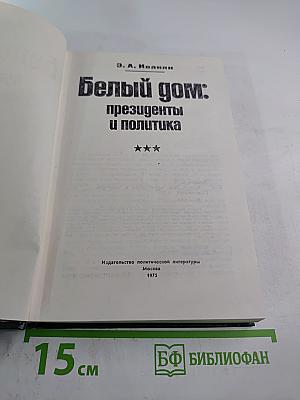 Э. А. Иванян
Белый дом:
президенты
и политика
★★★
Издательство политической литературы
Москва
1975
15 см
БФ БИБЛИОФАН